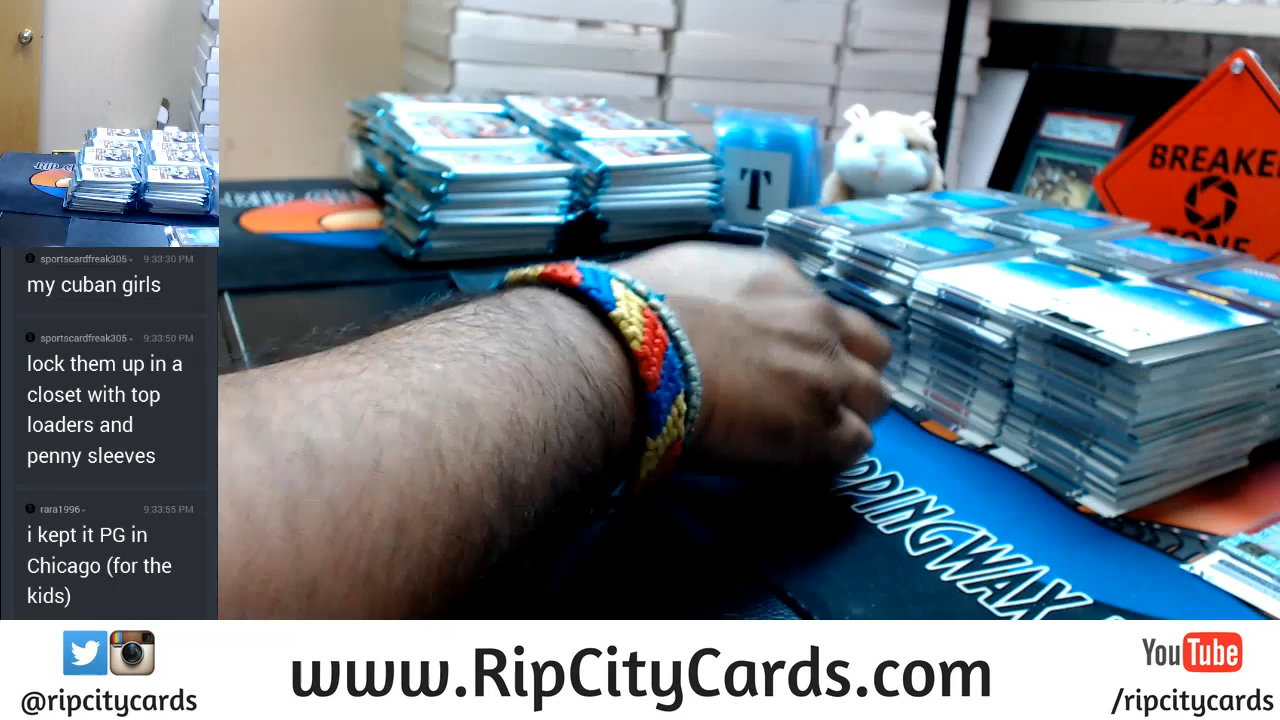 sportscardfreak305
9:33:30 PM
my cuban girls
sportscardfreak305
9:33:50 PM
lock them up in a
closet with top
loaders and
penny sleeves
rara1996
9:33:55 PM
i kept it PG in
Chicago (for the
kids)
T
BREAKE
ZONE
PPINGWAX
www.RipCityCards.com
@ripcitycards
YouTube
/ripcitycards